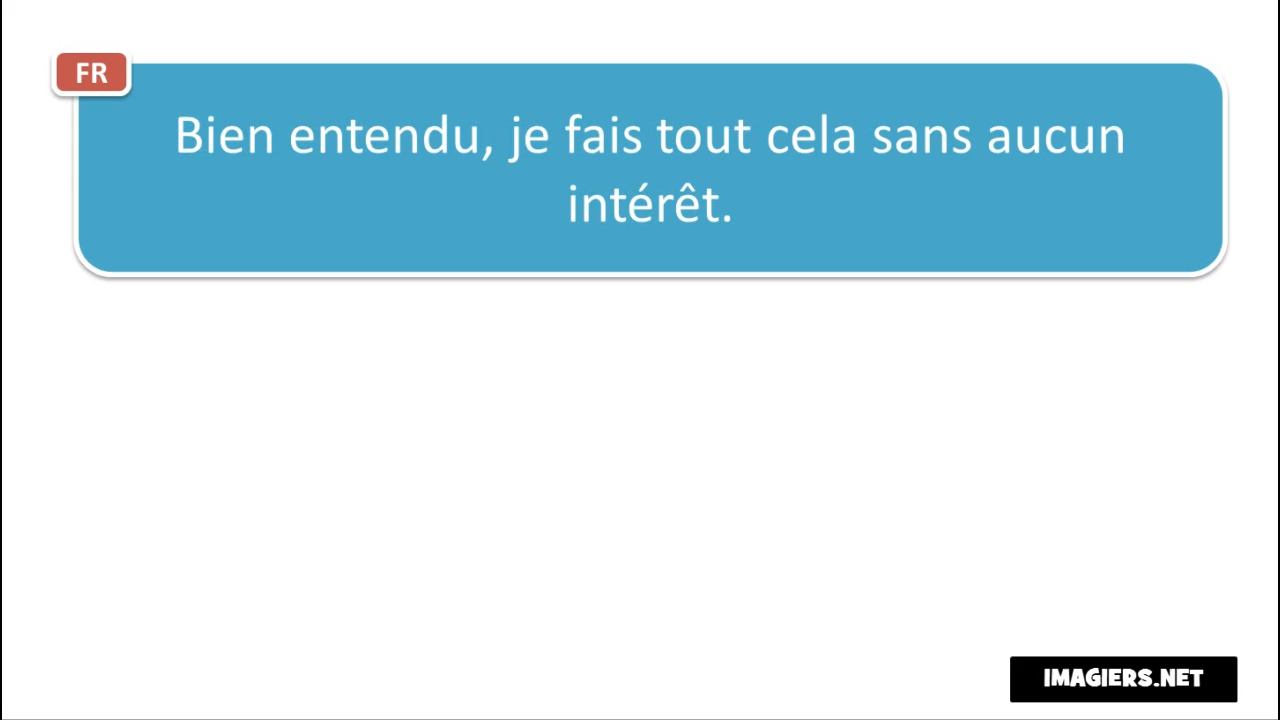 FR
Bien entendu, je fais tout cela sans aucun
intérêt.
IMAGIERS.NET